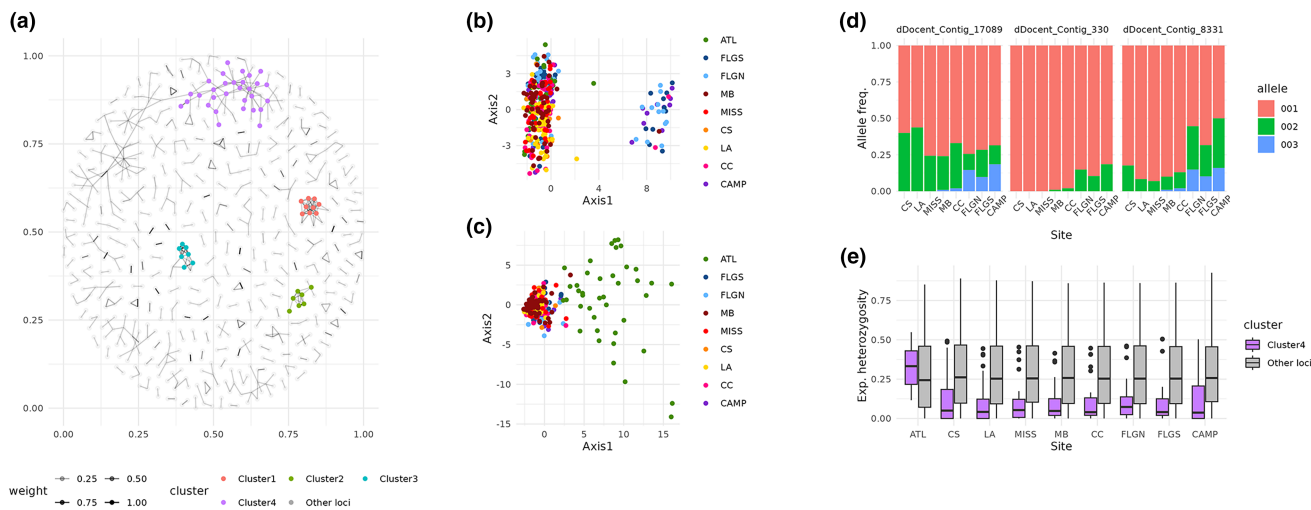 (a)
1.00
0.75
0.50
0.25
0.00
0.00
0.25
0.50
0.75
1.00
weight
0.25
0.50
0.75
1.00
cluster
Cluster1
Cluster2
Cluster3
Cluster4
Other loci
(b)
Axis2
3
0
-3
0
4
8
Axis1
ATL
FLGS
FLGN
MB
MISS
CS
LA
CC
CAMP
(c)
Axis2
5
0
-5
-10
-15
0
5
10
15
Axis1
ATL
FLGS
FLGN
MB
MISS
CS
LA
CC
CAMP
(d)
dDocent_Contig_17089
dDocent_Contig_330
dDocent_Contig_8331
Allele freq.
1.00
0.75
0.50
0.25
0.00
CS
LA
MISS
MB
CC
FLGN
FLGS
CAMP
CS
LA
MISS
MB
CC
FLGN
FLGS
CAMP
CS
LA
MISS
MB
CC
FLGN
FLGS
CAMP
Site
allele
001
002
003
(e)
Exp. heterozygosity
0.75
0.50
0.25
0.00
ATL
CS
LA
MISS
MB
CC
FLGN
FLGS
CAMP
Site
cluster
Cluster4
Other loci